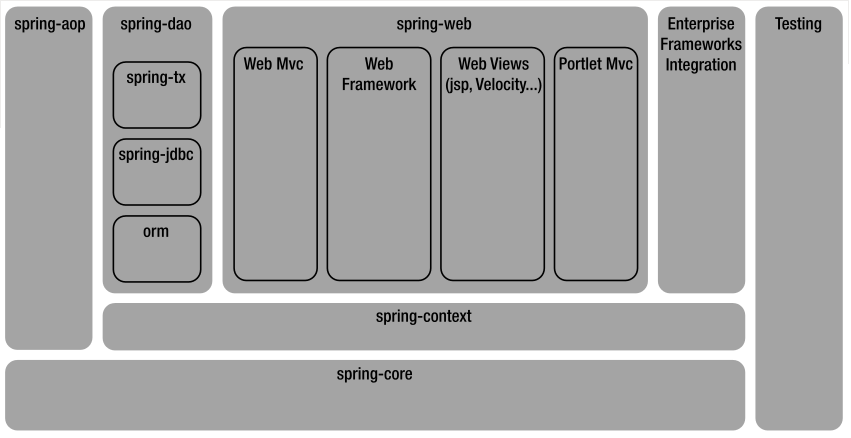 spring-aop
spring-dao
spring-tx
spring-jdbc
orm
spring-web
Web Mvc
Web
Framework
Web Views
(jsp, Velocity...)
Portlet Mvc
Enterprise
Frameworks
Integration
Testing
spring-context
spring-core